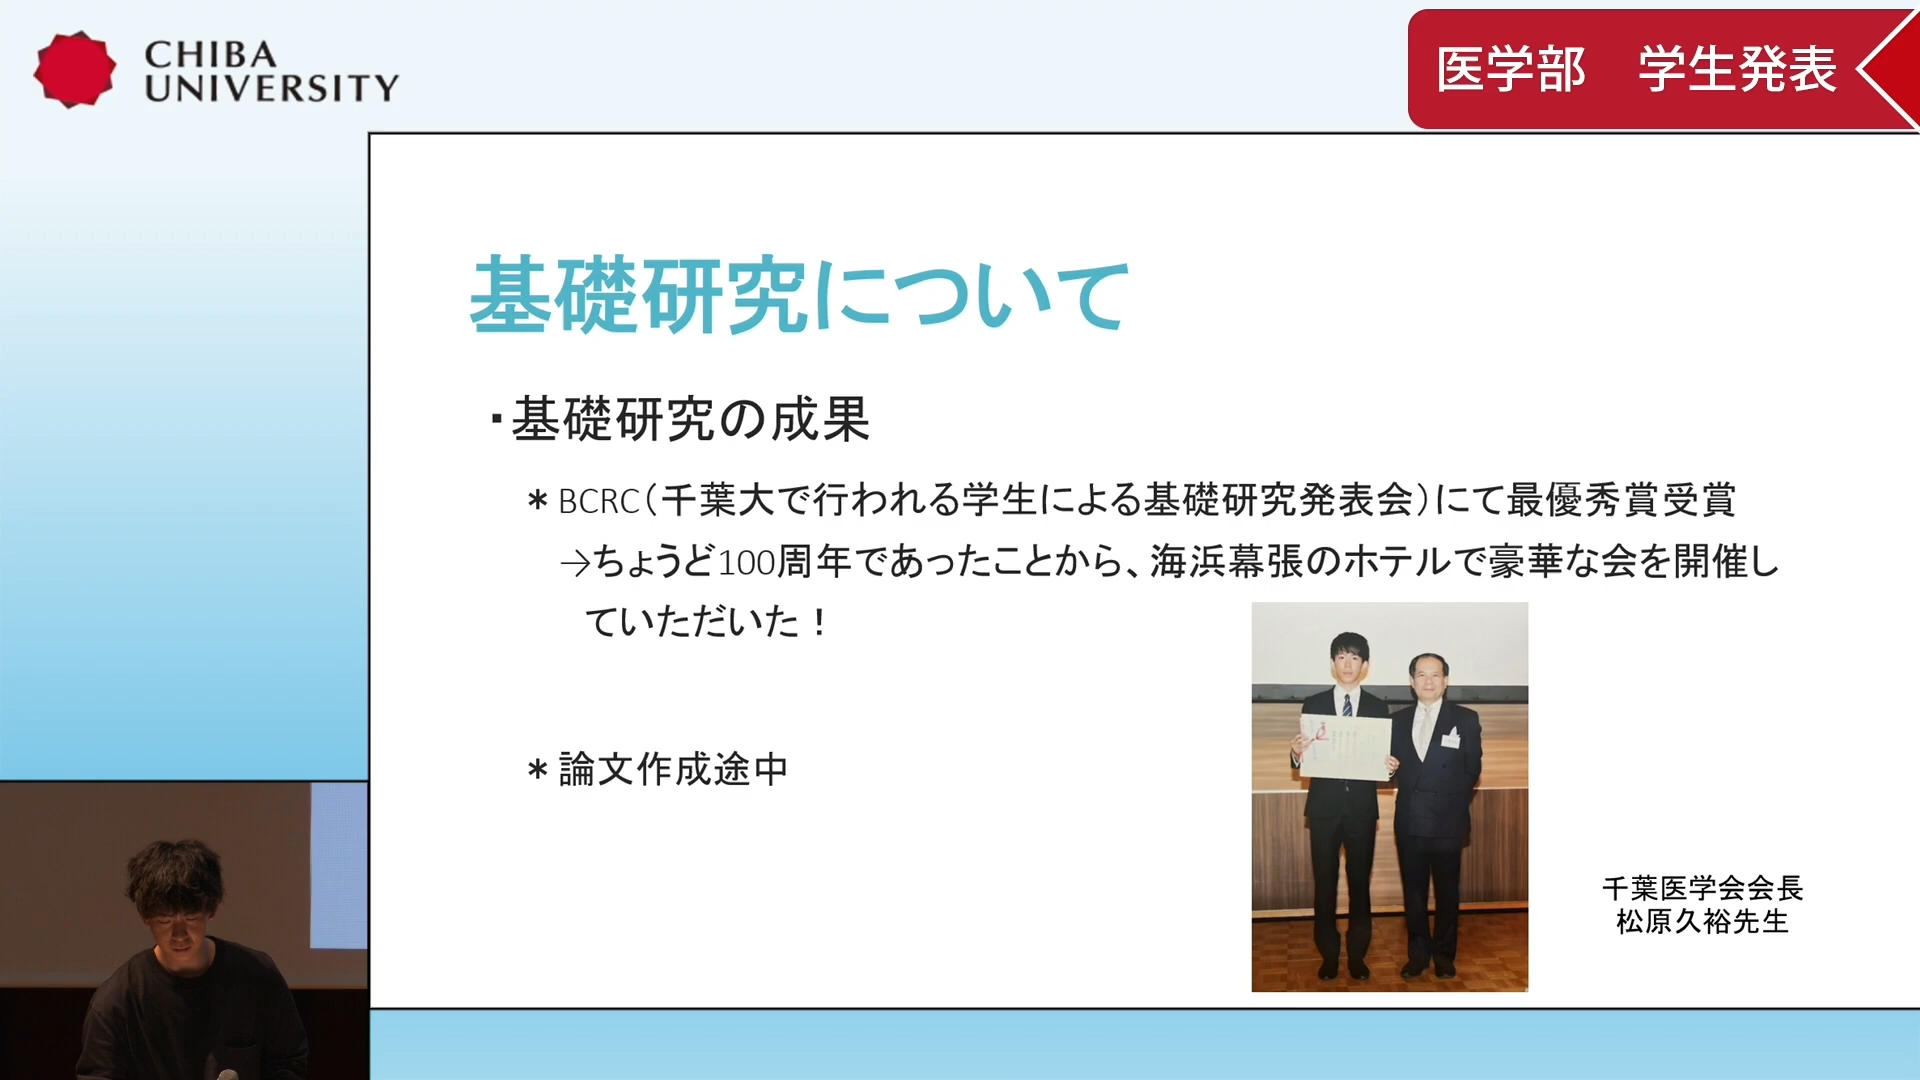 CHIBA
UNIVERSITY
医学部　学生発表
基礎研究について
・基礎研究の成果
＊BCRC（千葉大で行われる学生による基礎研究発表会）にて最優秀賞受賞
→ちょうど100周年であったことから、海浜幕張のホテルで豪華な会を開催し
ていただいた！
＊論文作成途中
千葉医学会会長
松原久裕先生